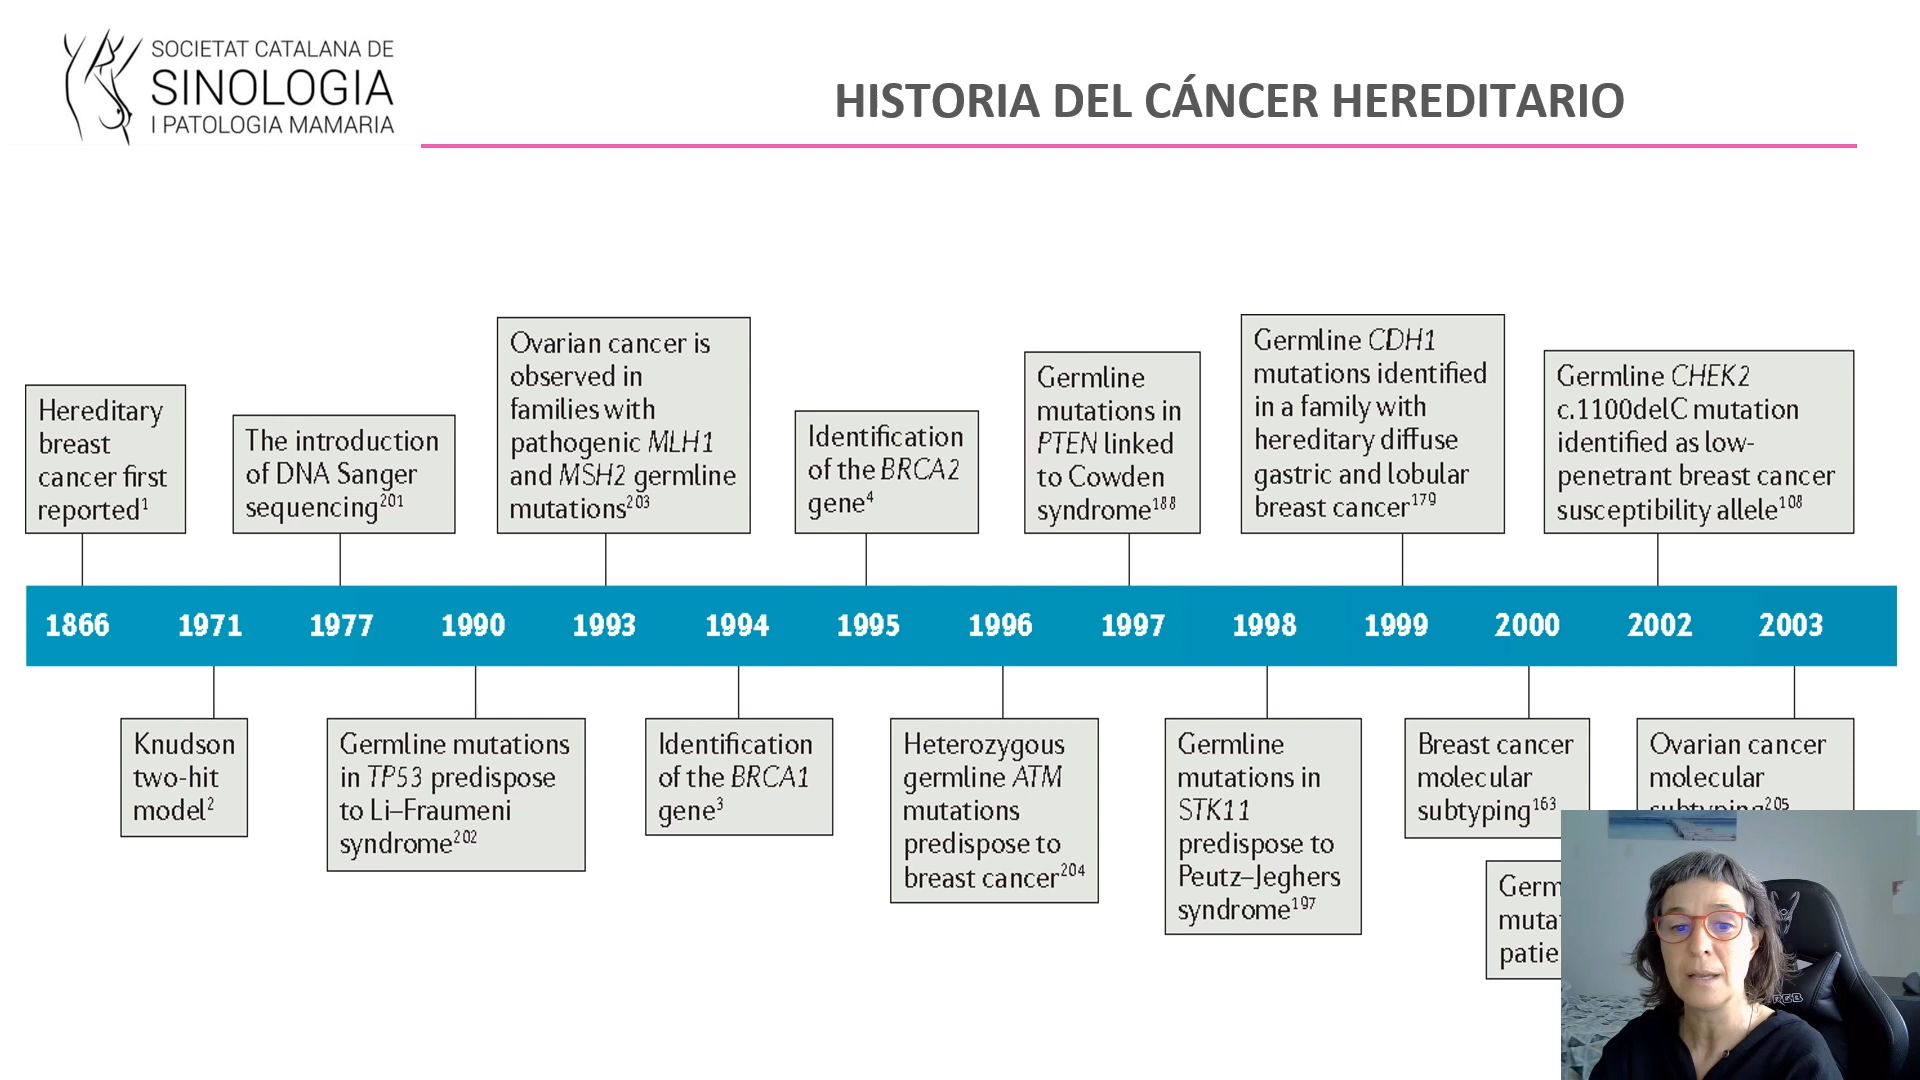 SOCIETAT CATALANA DE
SINOLOGIA
I PATOLOGIA MAMARIA
HISTORIA DEL CÁNCER HEREDITARIO
Hereditary
breast
cancer first
reported1
The introduction
of DNA Sanger
sequencing201
Ovarian cancer is
observed in
families with
pathogenic MLH1
and MSH2 germline
mutations203
Identification
of the BRCA2
gene4
Germline
mutations in
PTEN linked
to Cowden
syndrome188
Germline CDH1
mutations identified
in a family with
hereditary diffuse
gastric and lobular
breast cancer179
Germline CHEK2
c.1100delC mutation
identified as low-
penetrant breast cancer
susceptibility allele108
1866 1971 1977 1990 1993 1994 1995 1996 1997 1998 1999 2000 2002 2003
Knudson
two-hit
model2
Germline mutations
in TP53 predispose
to Li–Fraumeni
syndrome202
Identification
of the BRCA1
gene3
Heterozygous
germline ATM
mutations
predispose to
breast cancer204
Germline
mutations in
STK11
predispose to
Peutz–Jeghers
syndrome197
Breast cancer
molecular
subtyping163
Ovarian cancer
molecular
subtyping205
Germ
muta
patie